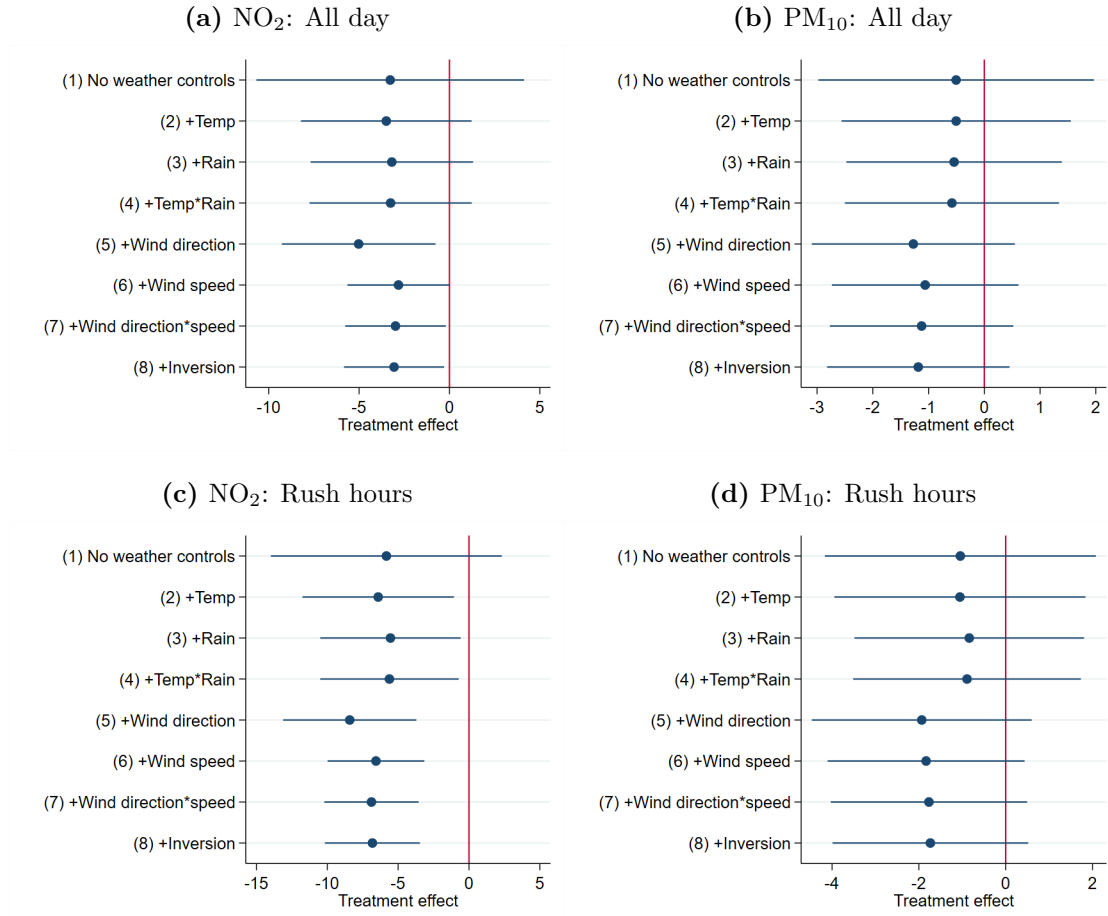 (a) NO₂: All day
(1) No weather controls
(2) +Temp
(3) +Rain
(4) +Temp*Rain
(5) +Wind direction
(6) +Wind speed
(7) +Wind direction*speed
(8) +Inversion
-10 -5 0 5
Treatment effect
(b) PM₁₀: All day
(1) No weather controls
(2) +Temp
(3) +Rain
(4) +Temp*Rain
(5) +Wind direction
(6) +Wind speed
(7) +Wind direction*speed
(8) +Inversion
-3 -2 -1 0 1 2
Treatment effect
(c) NO₂: Rush hours
(1) No weather controls
(2) +Temp
(3) +Rain
(4) +Temp*Rain
(5) +Wind direction
(6) +Wind speed
(7) +Wind direction*speed
(8) +Inversion
-15 -10 -5 0 5
Treatment effect
(d) PM₁₀: Rush hours
(1) No weather controls
(2) +Temp
(3) +Rain
(4) +Temp*Rain
(5) +Wind direction
(6) +Wind speed
(7) +Wind direction*speed
(8) +Inversion
-4 -2 0 2
Treatment effect